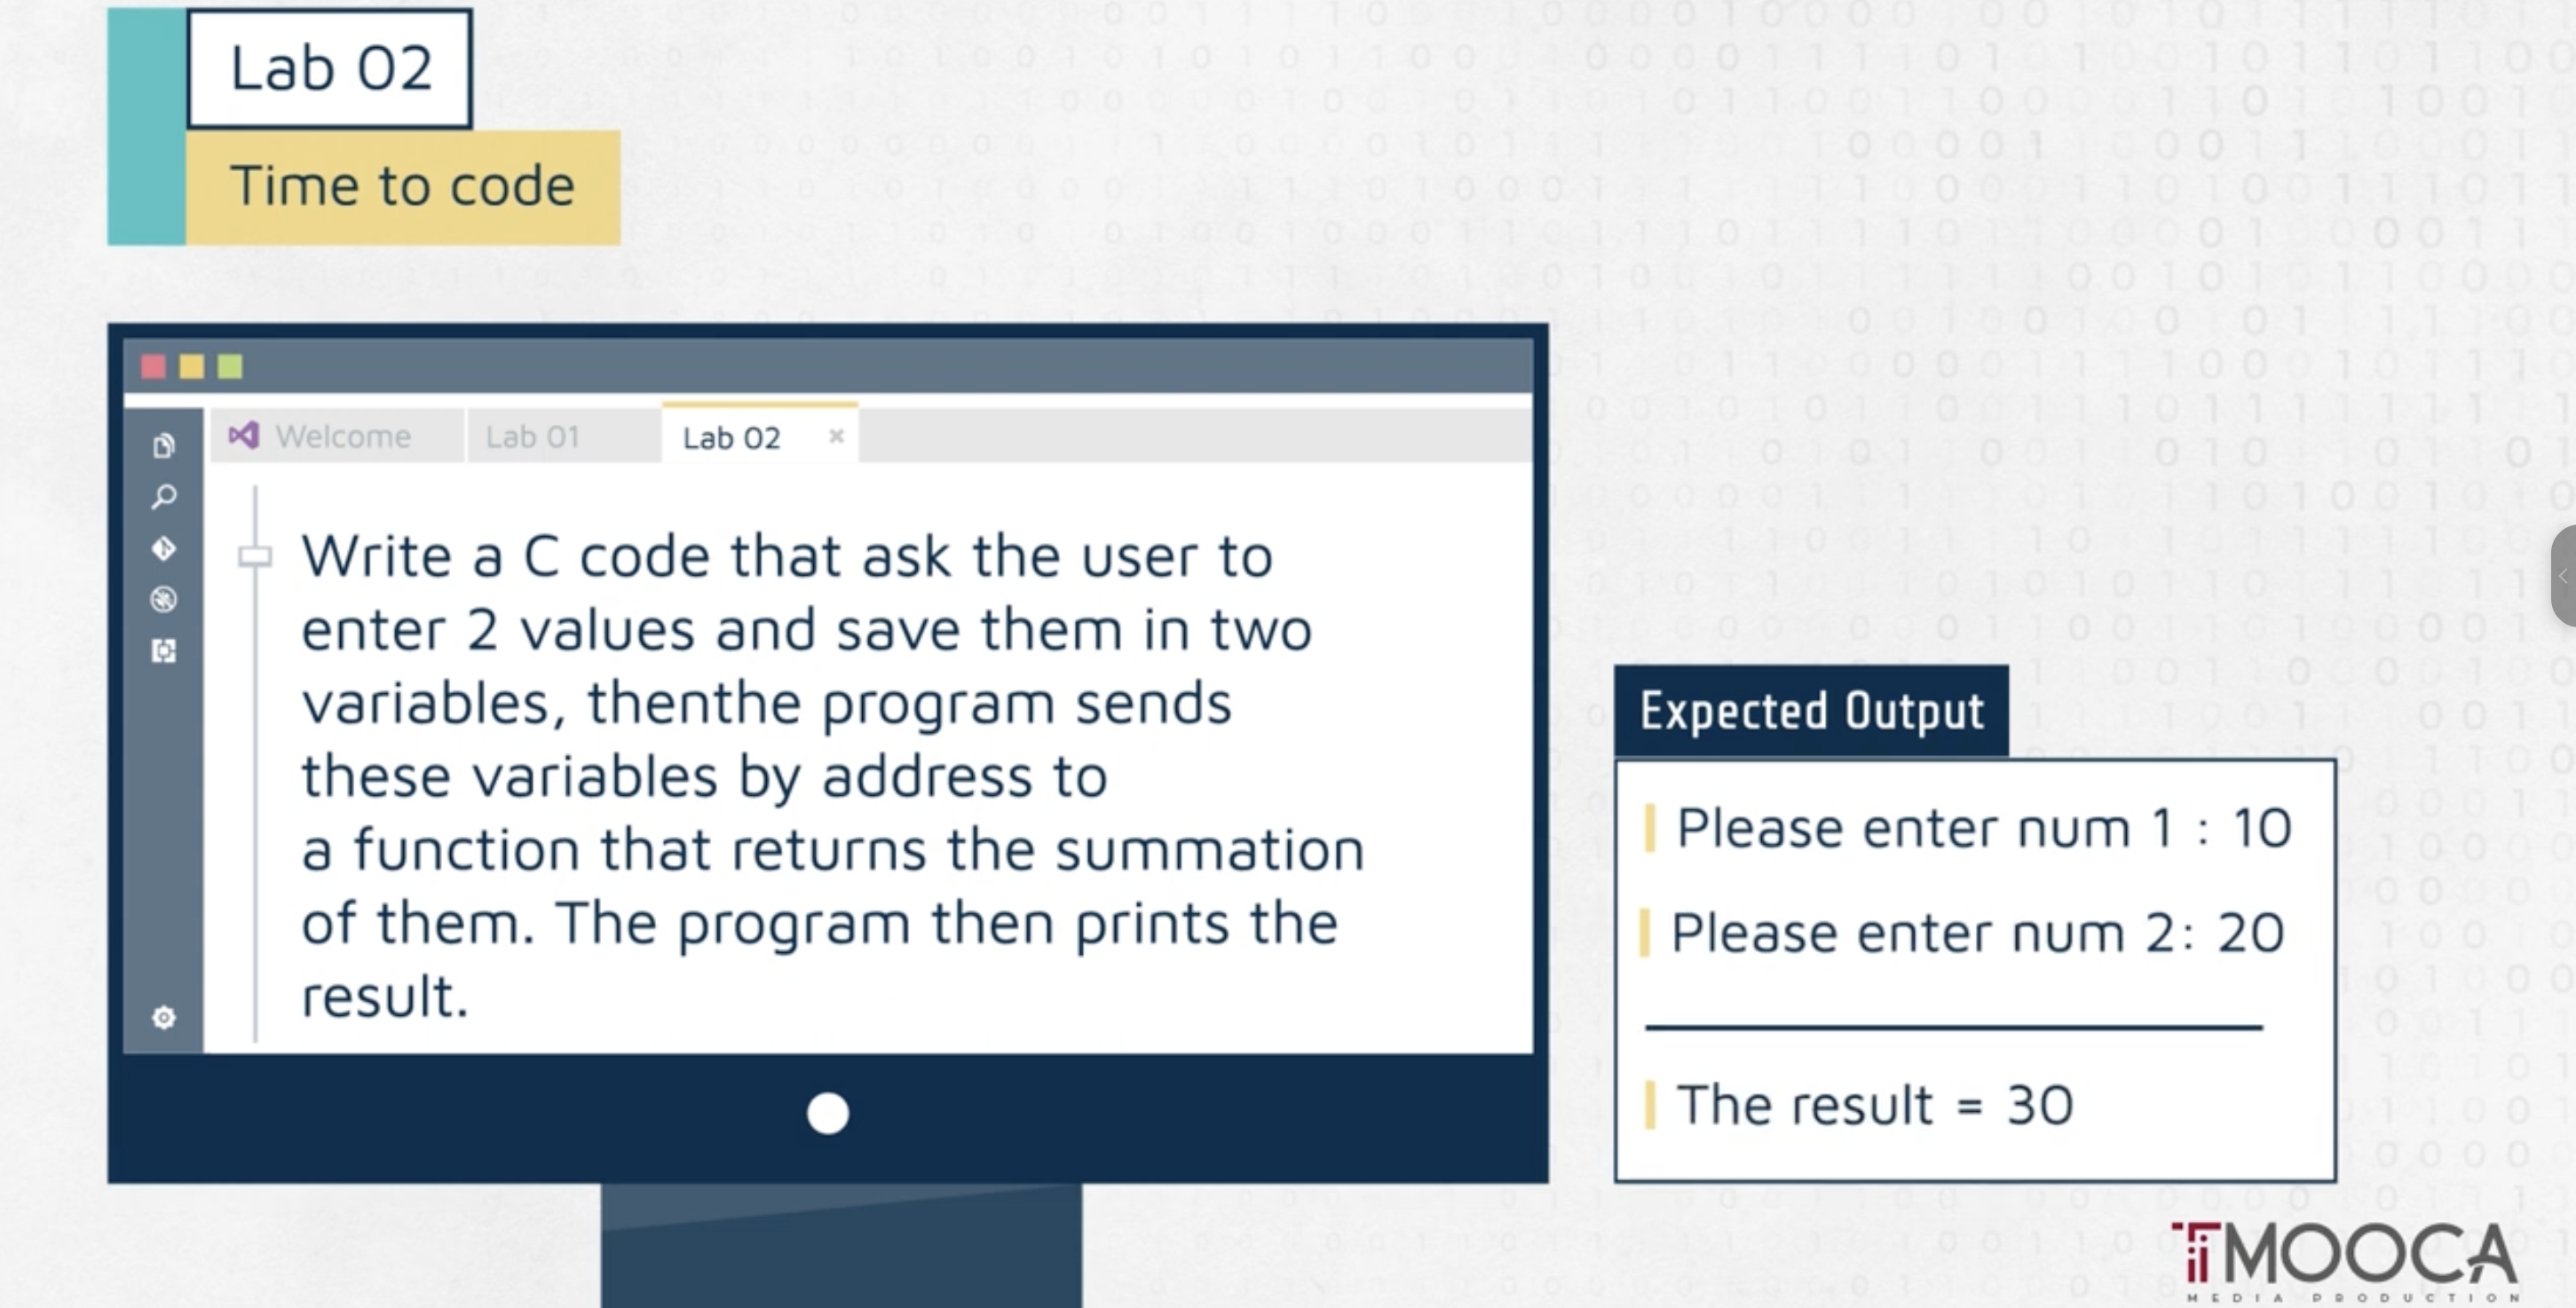 Lab 02
Time to code
Welcome
Lab 01
Lab 02
Write a C code that ask the user to
enter 2 values and save them in two
variables, thenthe program sends
these variables by address to
a function that returns the summation
of them. The program then prints the
result.
Expected Output
Please enter num 1 : 10
Please enter num 2: 20
The result = 30
MOOCA
MEDIA PRODUCTION